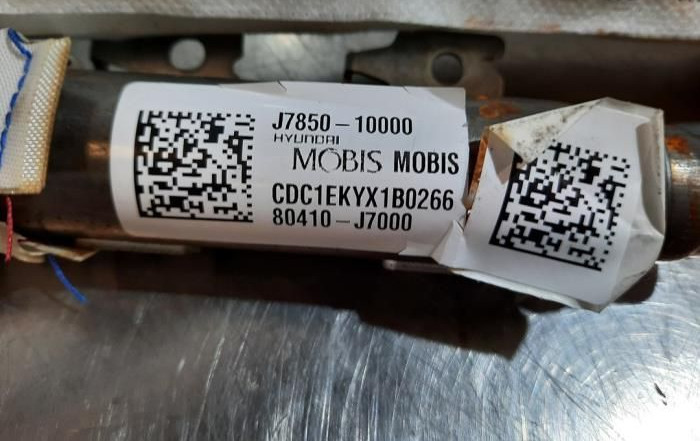 J7850-10000
HYUNDAI
MOBIS MOBIS
CDC1EKYX1B0266
80410-J7000